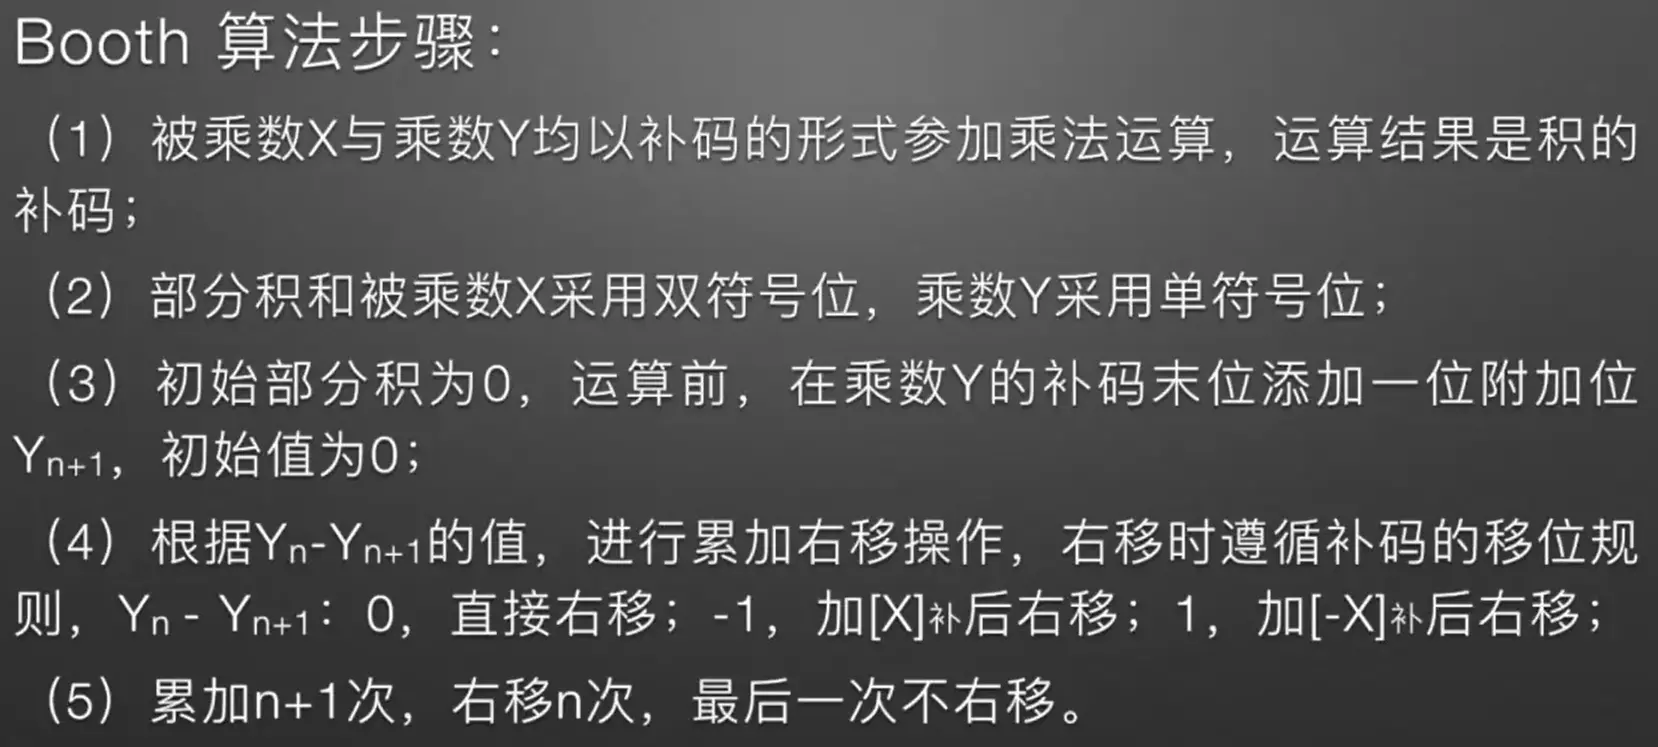 Booth 算法步骤：
（1）被乘数X与乘数Y均以补码的形式参加乘法运算，运算结果是积的
补码；
（2）部分积和被乘数X采用双符号位，乘数Y采用单符号位；
（3）初始部分积为0，运算前，在乘数Y的补码末位添加一位附加位
Yn+1，初始值为0；
（4）根据Yn-Yn+1的值，进行累加右移操作，右移时遵循补码的移位规
则，Yn - Yn+1：0，直接右移；-1，加[X]补后右移；1，加[-X]补后右移；
（5）累加n+1次，右移n次，最后一次不右移。